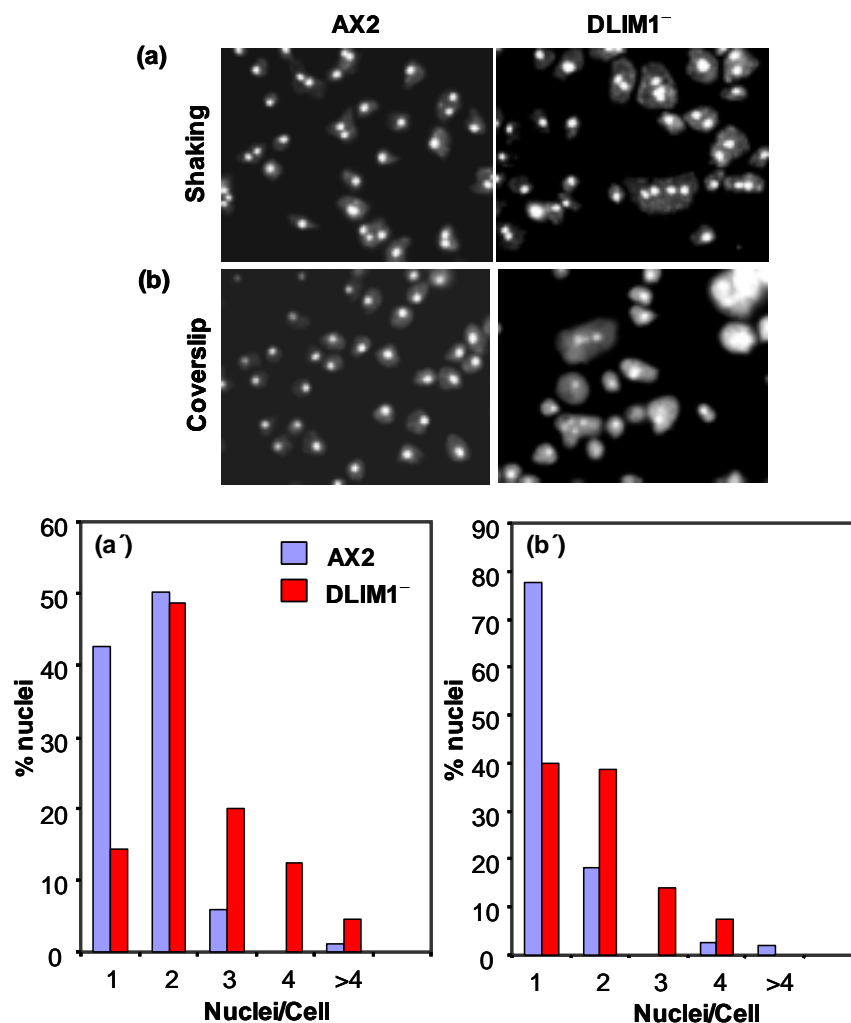 AX2
DLIM1⁻
(a)
Shaking
(b)
Coverslip
(a´)
AX2
DLIM1⁻
% nuclei
60
50
40
30
20
10
0
1 2 3 4 >4
Nuclei/Cell
(b´)
% nuclei
90
80
70
60
50
40
30
20
10
0
1 2 3 4 >4
Nuclei/Cell